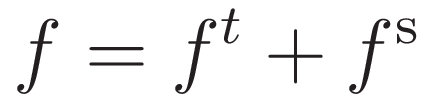 f = f^t + f^s